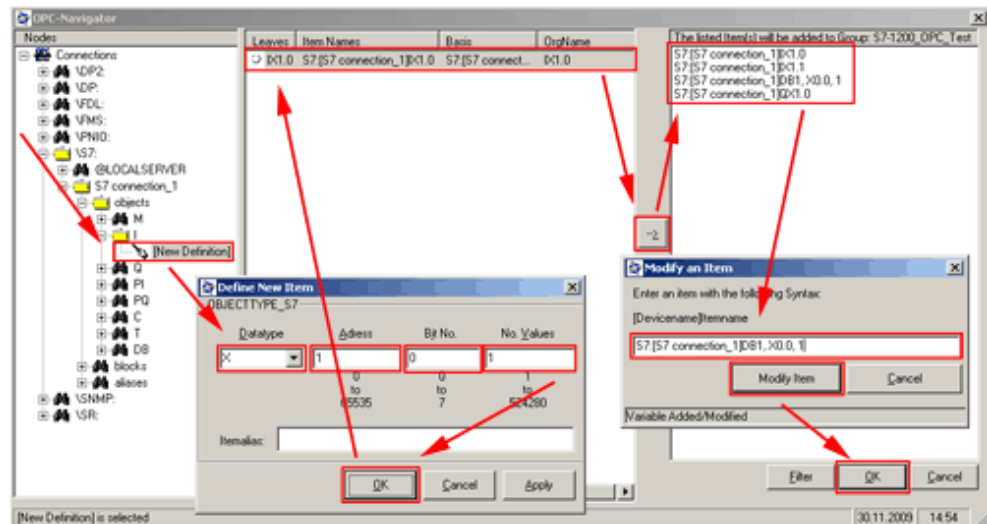 OPC-Navigator
Nodes
Connections
\DP2:
\DP:
\FDL:
\FMS:
\PNIO:
\S7:
@LOCALSERVER
S7 connection_1
objects
M
I
[New Definition]
Q
PI
PQ
C
T
DB
blocks
aliases
\SNMP:
\SR:
Leaves Item Names Basis OrgName
IX1.0 S7:[S7 connection_1]IX1.0 S7:[S7 connect... IX1.0
The listed Item(s) will be added to Group: S7-1200_OPC_Test
S7:[S7 connection_1]IX1.0
S7:[S7 connection_1]IX1.1
S7:[S7 connection_1]DB1, X0.0, 1
S7:[S7 connection_1]QX1.0
Define New Item
OBJECTTYPE_S7
Datatype Adress Bit No. No. Values
X 1 0 1
0 0 1
to to to
65535 7 524280
Itemalias:
OK Cancel Apply
Modify an Item
Enter an item with the following Syntax:
[Devicename]Itemname
S7:[S7 connection_1]DB1, X0.0, 1
Modify Item Cancel
Variable Added/Modified
Filter OK Cancel
[New Definition] is selected
30.11.2009 14:54